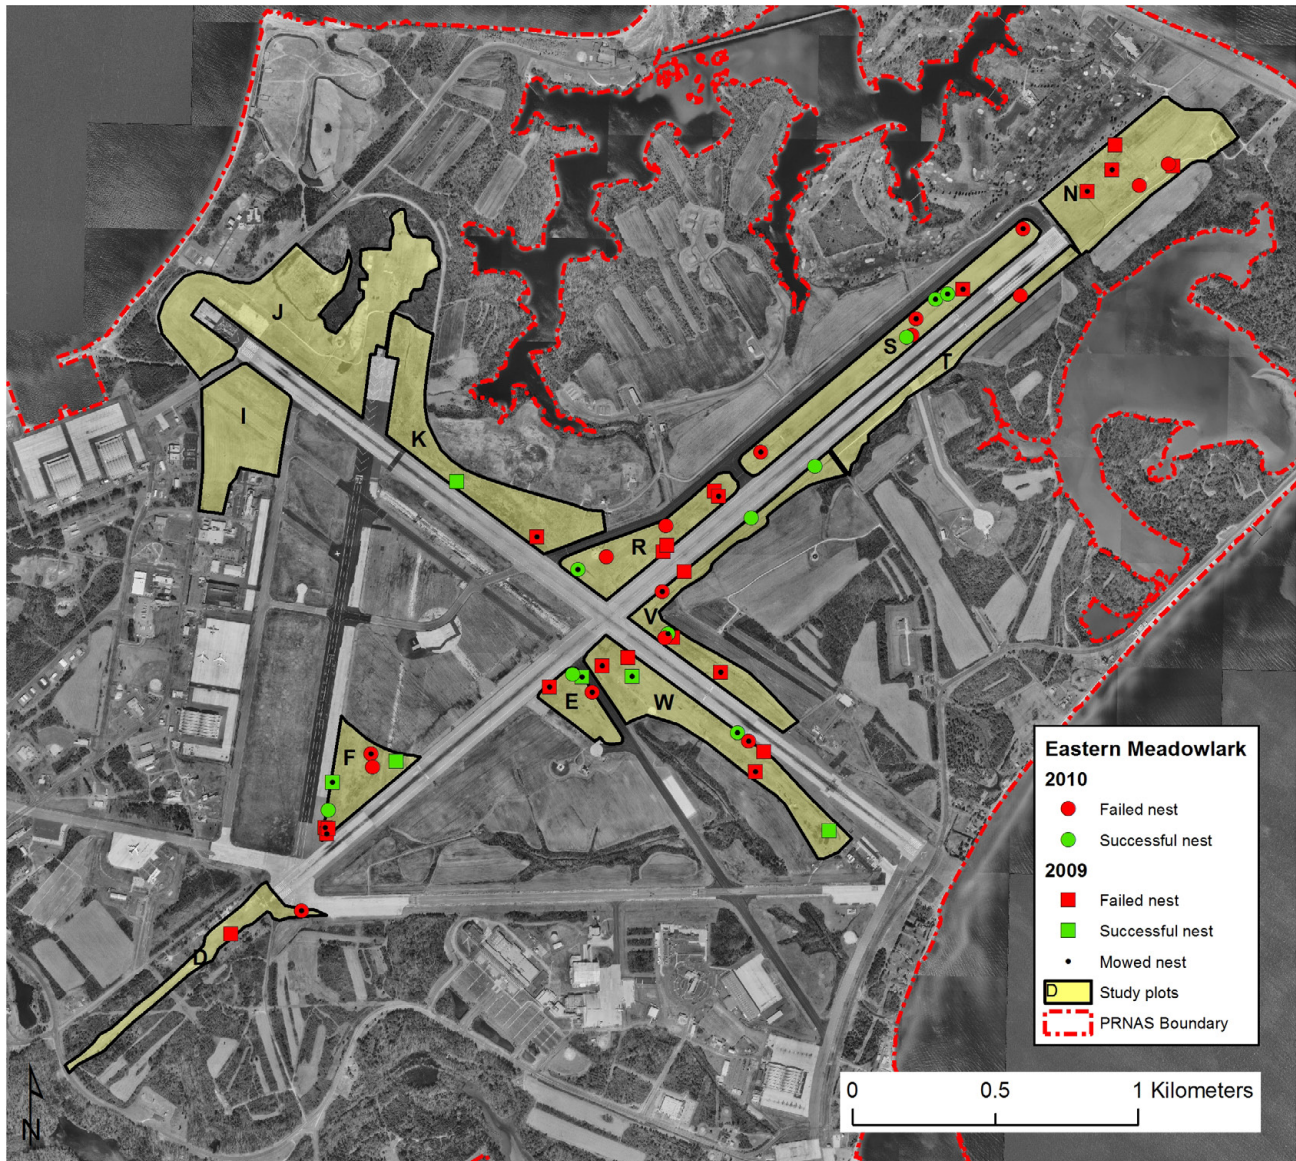 N
J
S
T
I
K
R
V
E
W
F
D
Eastern Meadowlark
2010
Failed nest
Successful nest
2009
Failed nest
Successful nest
Mowed nest
D Study plots
PRNAS Boundary
0 0.5 1 Kilometers
N